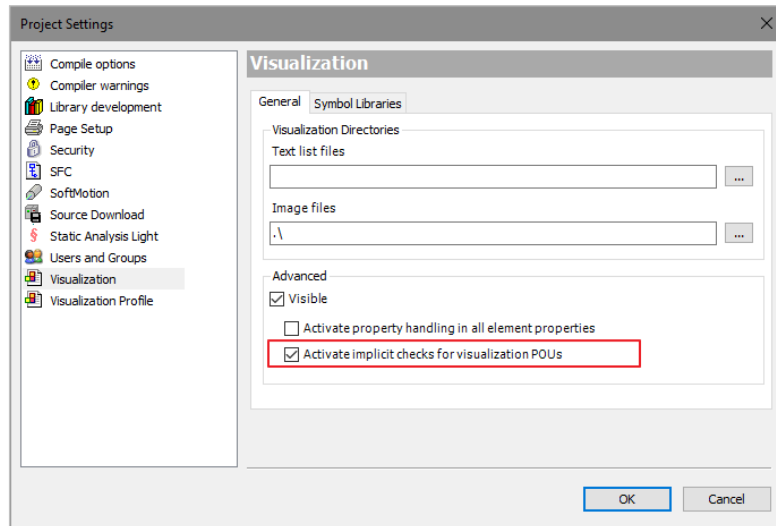 Project Settings
Compile options
Compiler warnings
Library development
Page Setup
Security
SFC
SoftMotion
Source Download
Static Analysis Light
Users and Groups
Visualization
Visualization Profile
Visualization
General
Symbol Libraries
Visualization Directories
Text list files
...
Image files
.\
...
Advanced
Visible
Activate property handling in all element properties
Activate implicit checks for visualization POUs
OK
Cancel